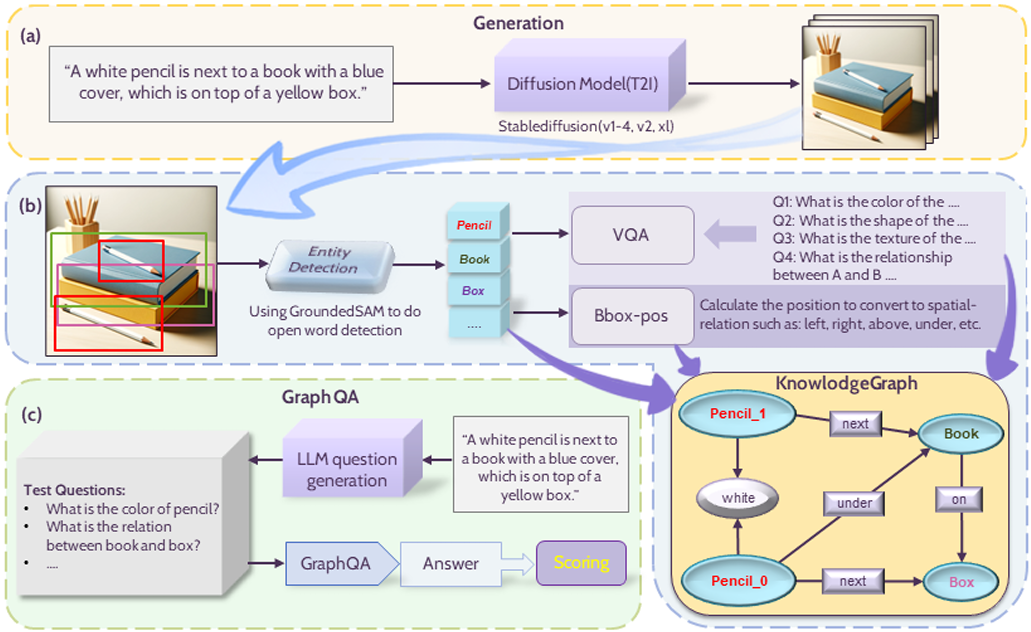 Generation
(a)
“A white pencil is next to a book with a blue
cover, which is on top of a yellow box.”
Diffusion Model(T2I)
Stablediffusion(v1-4, v2, xl)
(b)
Entity
Detection
Using GroundedSAM to do
open word detection
Pencil
Book
Box
....
VQA
Q1: What is the color of the ....
Q2: What is the shape of the ....
Q3: What is the texture of the ....
Q4: What is the relationship
between A and B ....
Bbox-pos
Calculate the position to convert to spatial-
relation such as: left, right, above, under, etc.
KnowlodgeGraph
Pencil_1
next
Book
white
under
on
Pencil_0
next
Box
Graph QA
(c)
Test Questions:
• What is the color of pencil?
• What is the relation
between book and box?
• ....
LLM question
generation
“A white pencil is next to
a book with a blue cover,
which is on top of a
yellow box.”
GraphQA
Answer
Scoring